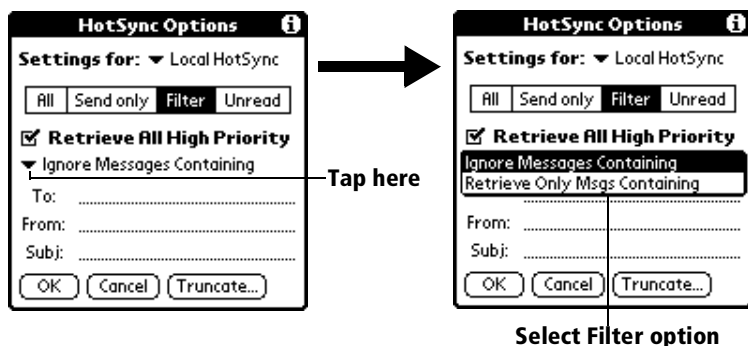 HotSync Options i
Settings for: Local HotSync
All Send only Filter Unread
Retrieve All High Priority
Ignore Messages Containing
To:
From:
Subj:
OK Cancel Truncate...
Tap here
HotSync Options i
Settings for: Local HotSync
All Send only Filter Unread
Retrieve All High Priority
Ignore Messages Containing
Retrieve Only Msgs Containing
From:
Subj:
OK Cancel Truncate...
Select Filter option